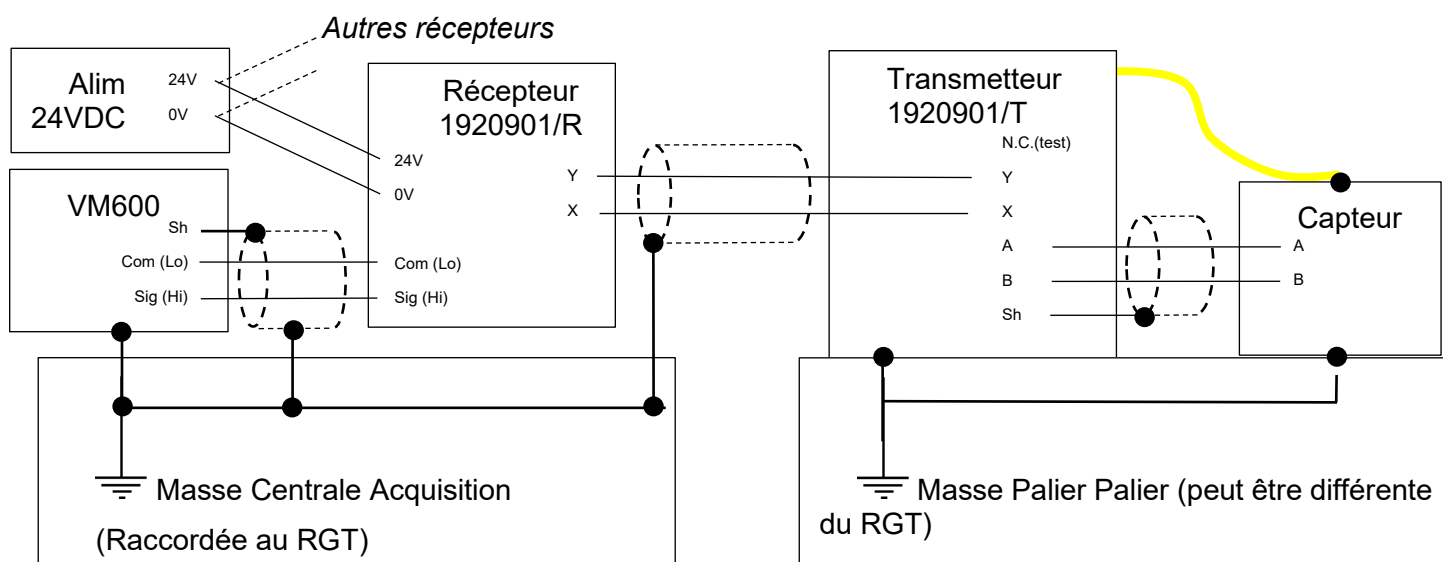 Autres récepteurs
Alim
24VDC
24V
0V
Récepteur
1920901/R
24V
0V
Y
X
Com (Lo)
Sig (Hi)
VM600
Sh
Com (Lo)
Sig (Hi)
Transmetteur
1920901/T
N.C.(test)
Y
X
A
B
Sh
Capteur
A
B
Masse Centrale Acquisition
(Raccordée au RGT)
Masse Palier Palier (peut être différente
du RGT)